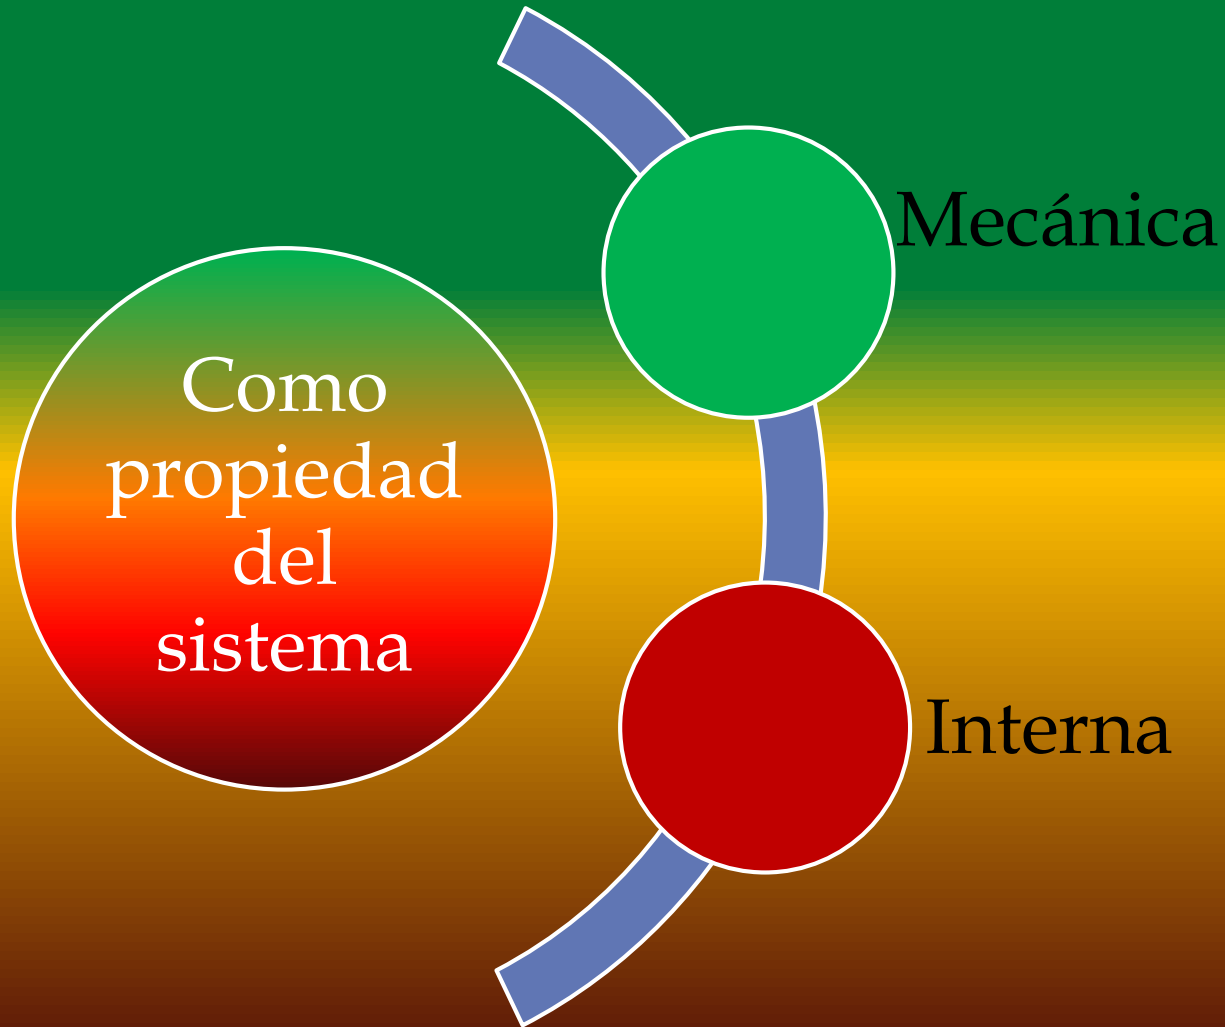 Como
propiedad
del
sistema
Mecánica
Interna